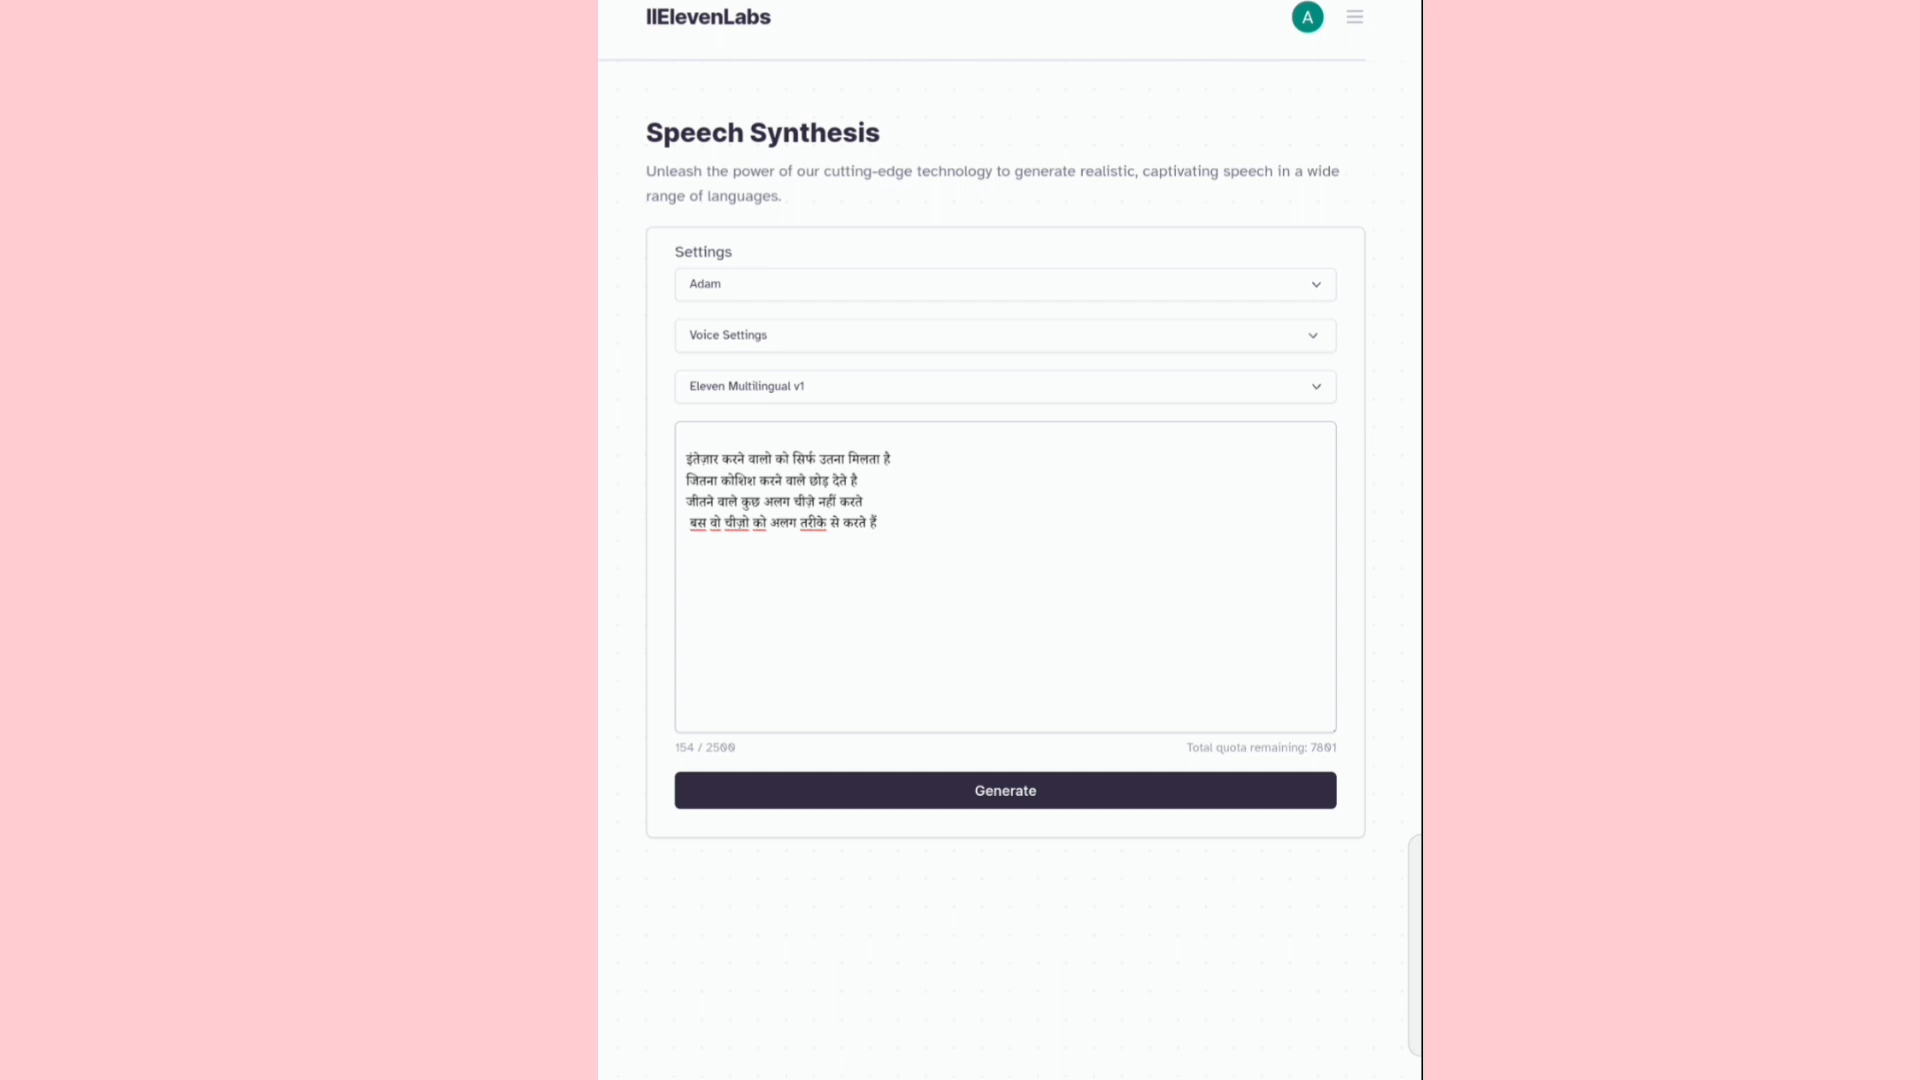 IIElevenLabs
A
Speech Synthesis
Unleash the power of our cutting-edge technology to generate realistic, captivating speech in a wide
range of languages.
Settings
Adam
Voice Settings
Eleven Multilingual v1
इंतेज़ार करने वालो को सिर्फ उतना मिलता है
जितना कोशिश करने वाले छोड़ देते है
जीतने वाले कुछ अलग चीज़े नहीं करते
बस वो चीज़ो को अलग तरीके से करते हैं
154 / 2500
Total quota remaining: 7801
Generate